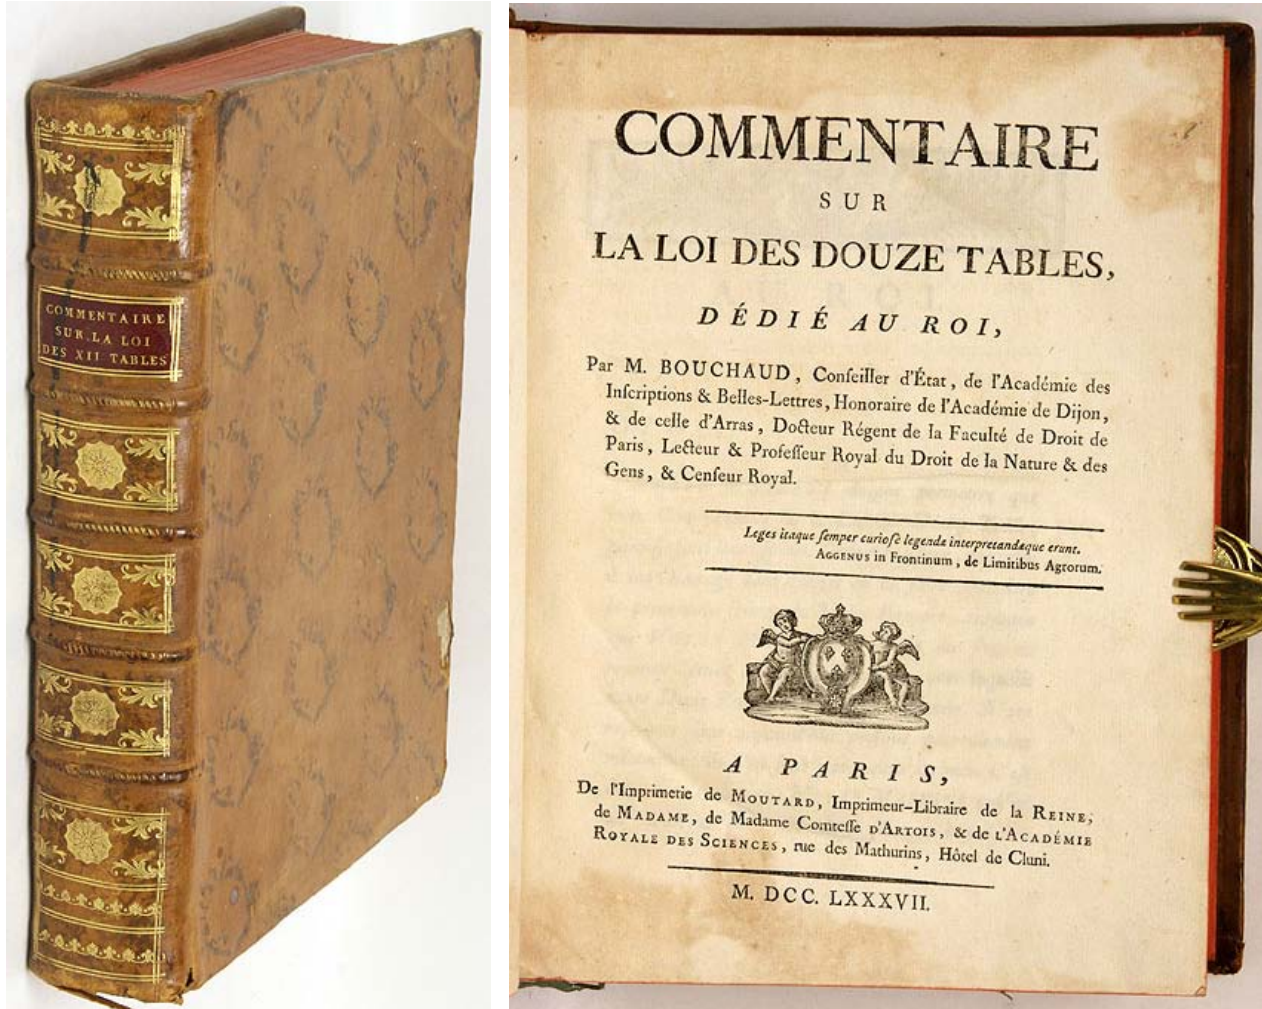 COMMENTAIRE
SUR LA LOI
DES XII TABLES
COMMENTAIRE
SUR
LA LOI DES DOUZE TABLES,
DÉDIÉ AU ROI,
Par M. BOUCHAUD, Conſeiller d'État, de l'Académie des
Inſcriptions & Belles-Lettres, Honoraire de l'Académie de Dijon,
& de celle d'Arras, Docteur Régent de la Faculté de Droit de
Paris, Lecteur & Profeſſeur Royal du Droit de la Nature & des
Gens, & Cenſeur Royal.
Leges itaque ſemper curioſè legendæ interpretandæque erunt.
AGGENUS in Frontinum, de Limitibus Agrorum.
A PARIS,
De l'Imprimerie de MOUTARD, Imprimeur-Libraire de la REINE,
de MADAME, de Madame Comteſſe D'ARTOIS, & de L'ACADÉMIE
ROYALE DES SCIENCES, rue des Mathurins, Hôtel de Cluni.
M. DCC. LXXXVII.